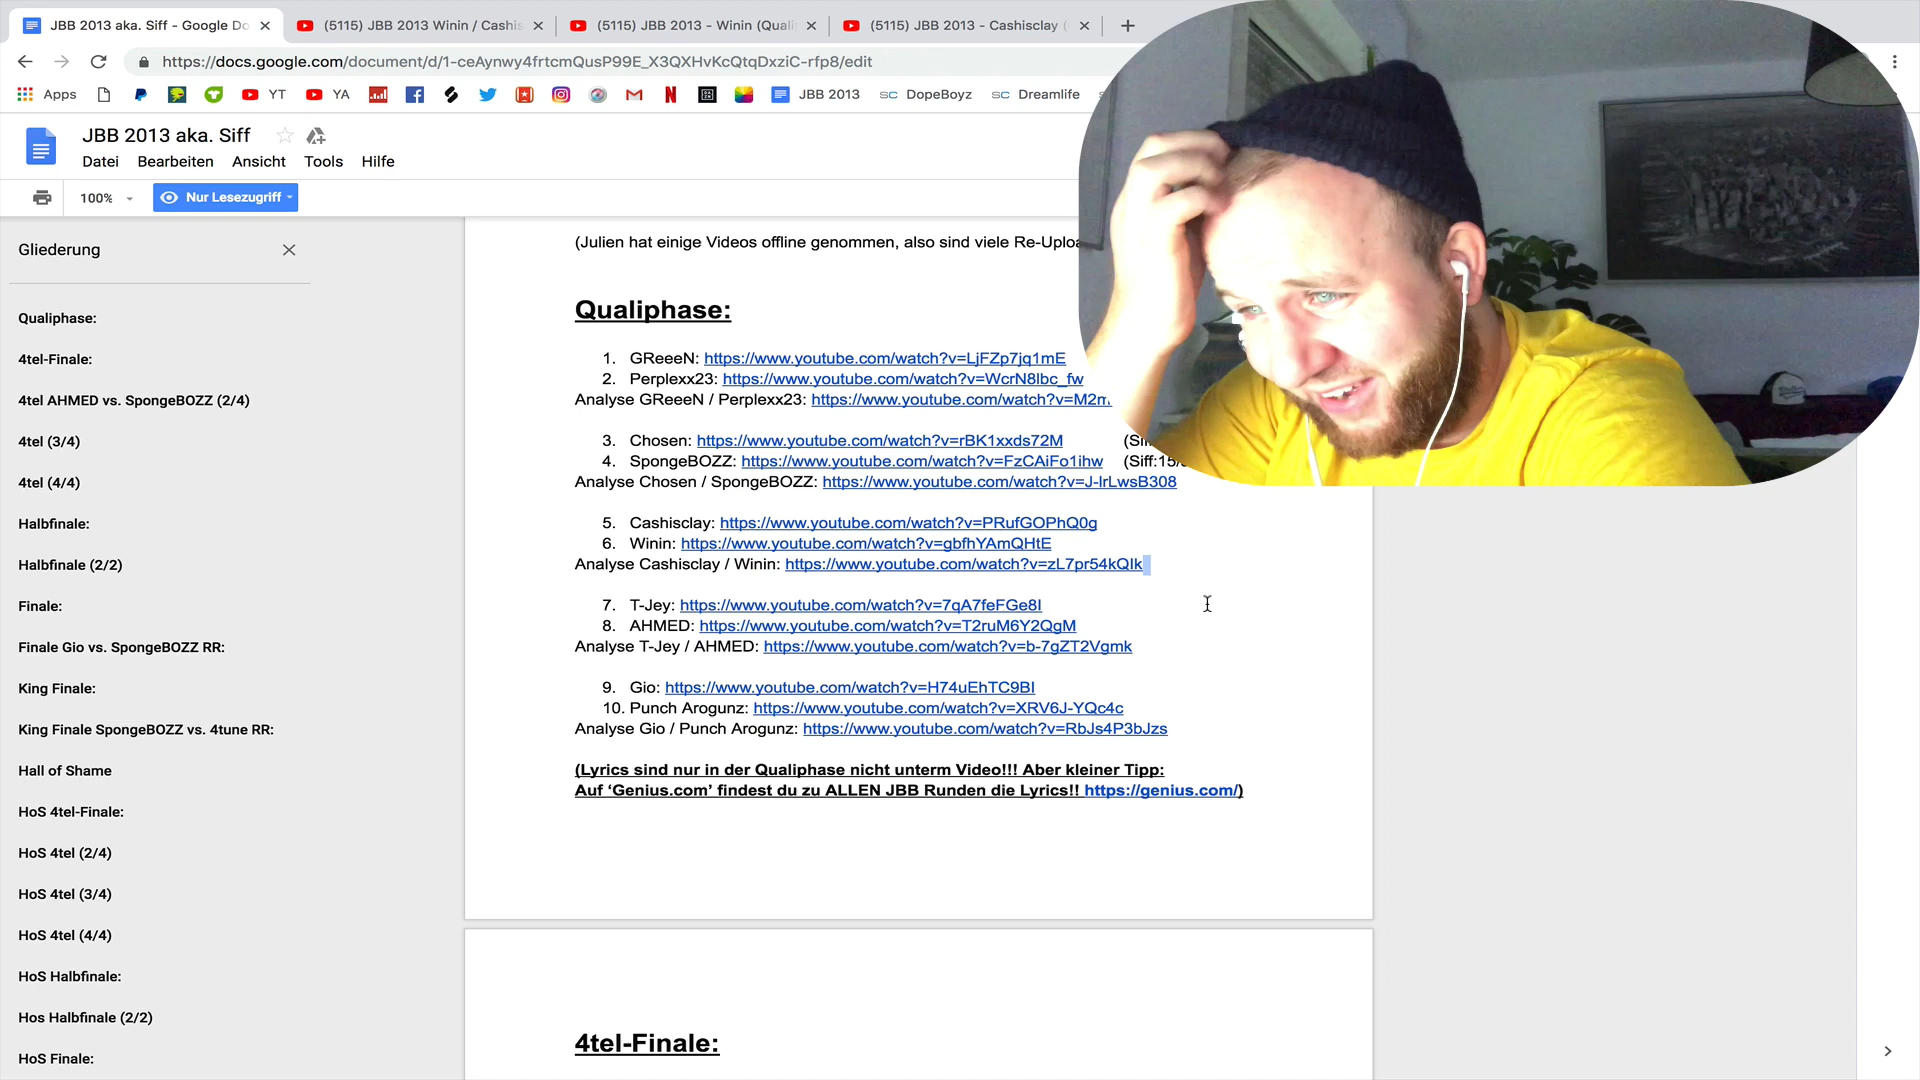 JBB 2013 aka. Siff - Google Do
(5115) JBB 2013 Winin / Cashis
(5115) JBB 2013 - Winin (Quali
(5115) JBB 2013 - Cashisclay (
https://docs.google.com/document/d/1-ceAynwy4frtcmQusP99E_X3QXHvKcQtqDxziC-rfp8/edit
Apps YT YA JBB 2013 SC DopeBoyz SC Dreamlife
JBB 2013 aka. Siff
Datei Bearbeiten Ansicht Tools Hilfe
100% Nur Lesezugriff
Gliederung
Qualiphase:
4tel-Finale:
4tel AHMED vs. SpongeBOZZ (2/4)
4tel (3/4)
4tel (4/4)
Halbfinale:
Halbfinale (2/2)
Finale:
Finale Gio vs. SpongeBOZZ RR:
King Finale:
King Finale SpongeBOZZ vs. 4tune RR:
Hall of Shame
HoS 4tel-Finale:
HoS 4tel (2/4)
HoS 4tel (3/4)
HoS 4tel (4/4)
HoS Halbfinale:
Hos Halbfinale (2/2)
HoS Finale:
(Julien hat einige Videos offline genommen, also sind viele Re-Uploa
Qualiphase:
1. GReeeN: https://www.youtube.com/watch?v=LjFZp7jq1mE
2. Perplexx23: https://www.youtube.com/watch?v=WcrN8lbc_fw
Analyse GReeeN / Perplexx23: https://www.youtube.com/watch?v=M2m
3. Chosen: https://www.youtube.com/watch?v=rBK1xxds72M (Sif
4. SpongeBOZZ: https://www.youtube.com/watch?v=FzCAiFo1ihw (Siff:15/
Analyse Chosen / SpongeBOZZ: https://www.youtube.com/watch?v=J-lrLwsB308
5. Cashisclay: https://www.youtube.com/watch?v=PRufGOPhQ0g
6. Winin: https://www.youtube.com/watch?v=gbfhYAmQHtE
Analyse Cashisclay / Winin: https://www.youtube.com/watch?v=zL7pr54kQIk
7. T-Jey: https://www.youtube.com/watch?v=7qA7feFGe8I
8. AHMED: https://www.youtube.com/watch?v=T2ruM6Y2QgM
Analyse T-Jey / AHMED: https://www.youtube.com/watch?v=b-7gZT2Vgmk
9. Gio: https://www.youtube.com/watch?v=H74uEhTC9BI
10. Punch Arogunz: https://www.youtube.com/watch?v=XRV6J-YQc4c
Analyse Gio / Punch Arogunz: https://www.youtube.com/watch?v=RbJs4P3bJzs
(Lyrics sind nur in der Qualiphase nicht unterm Video!!! Aber kleiner Tipp:
Auf ‘Genius.com’ findest du zu ALLEN JBB Runden die Lyrics!! https://genius.com/)
4tel-Finale: